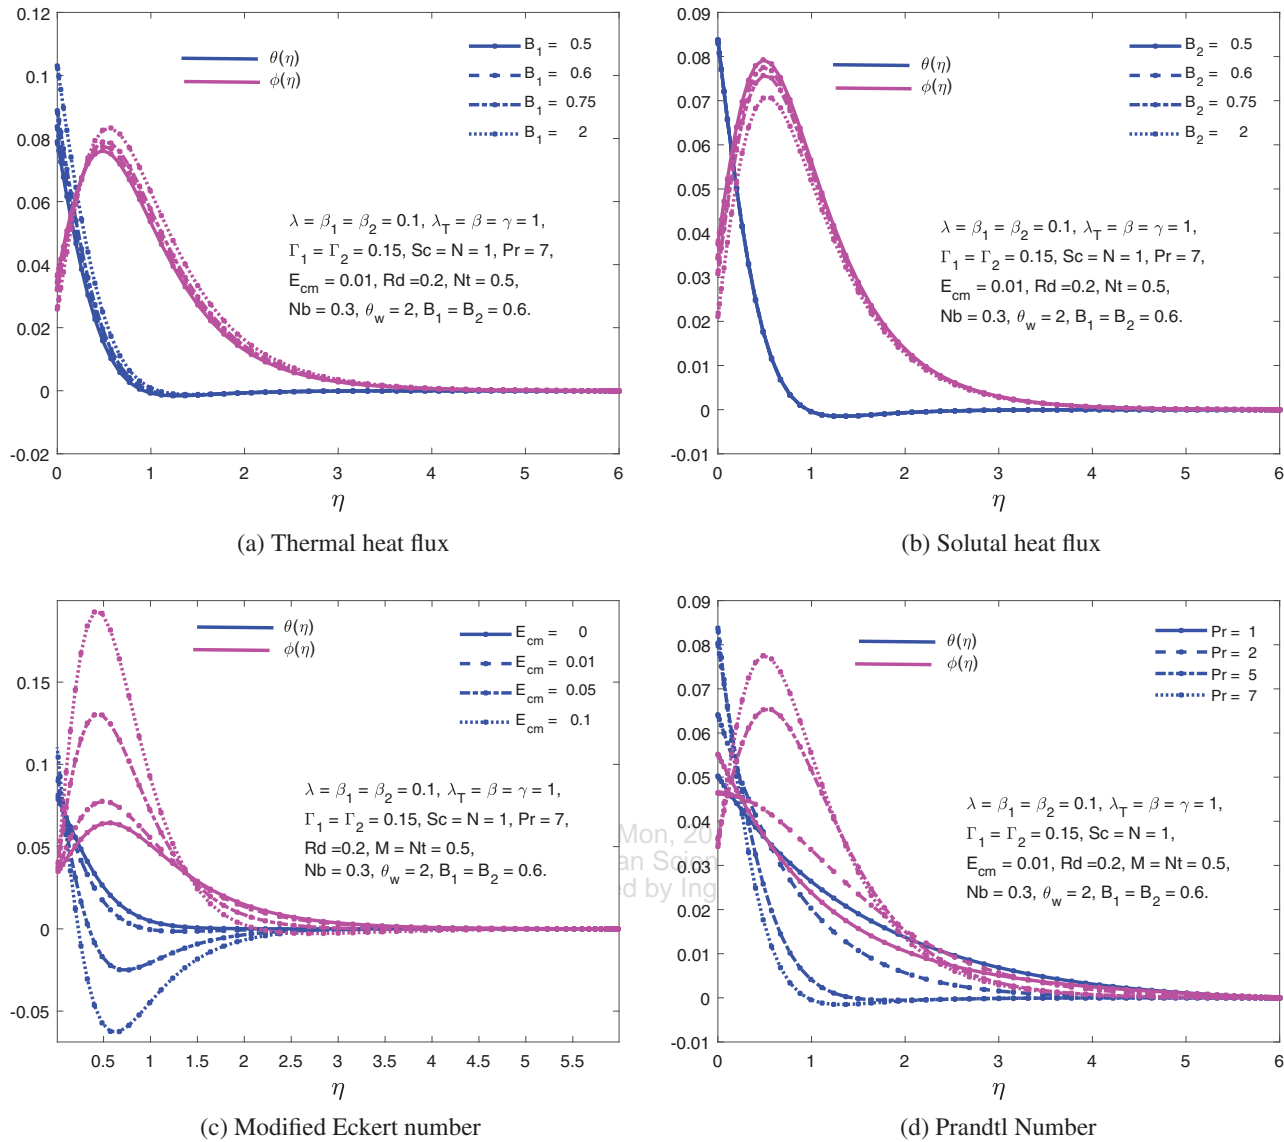 0.12
0.1
0.08
0.06
0.04
0.02
0
-0.02
0 1 2 3 4 5 6
η
θ(η)
ϕ(η)
B1 = 0.5
B1 = 0.6
B1 = 0.75
B1 = 2
λ = β1 = β2 = 0.1, λT = β = γ = 1,
Γ1 = Γ2 = 0.15, Sc = N = 1, Pr = 7,
Ecm = 0.01, Rd =0.2, Nt = 0.5,
Nb = 0.3, θw = 2, B1 = B2 = 0.6.
(a) Thermal heat flux
0.09
0.08
0.07
0.06
0.05
0.04
0.03
0.02
0.01
0
-0.01
0 1 2 3 4 5 6
η
θ(η)
ϕ(η)
B2 = 0.5
B2 = 0.6
B2 = 0.75
B2 = 2
λ = β1 = β2 = 0.1, λT = β = γ = 1,
Γ1 = Γ2 = 0.15, Sc = N = 1, Pr = 7,
Ecm = 0.01, Rd =0.2, Nt = 0.5,
Nb = 0.3, θw = 2, B1 = B2 = 0.6.
(b) Solutal heat flux
0.15
0.1
0.05
0
-0.05
0.5 1 1.5 2 2.5 3 3.5 4 4.5 5 5.5
η
θ(η)
ϕ(η)
Ecm = 0
Ecm = 0.01
Ecm = 0.05
Ecm = 0.1
λ = β1 = β2 = 0.1, λT = β = γ = 1,
Γ1 = Γ2 = 0.15, Sc = N = 1, Pr = 7,
Rd =0.2, M = Nt = 0.5,
Nb = 0.3, θw = 2, B1 = B2 = 0.6.
(c) Modified Eckert number
Mon, 20
an Scien
ed by Ing
0.09
0.08
0.07
0.06
0.05
0.04
0.03
0.02
0.01
0
-0.01
0 1 2 3 4 5 6
η
θ(η)
ϕ(η)
Pr = 1
Pr = 2
Pr = 5
Pr = 7
λ = β1 = β2 = 0.1, λT = β = γ = 1,
Γ1 = Γ2 = 0.15, Sc = N = 1,
Ecm = 0.01, Rd =0.2, M = Nt = 0.5,
Nb = 0.3, θw = 2, B1 = B2 = 0.6.
(d) Prandtl Number